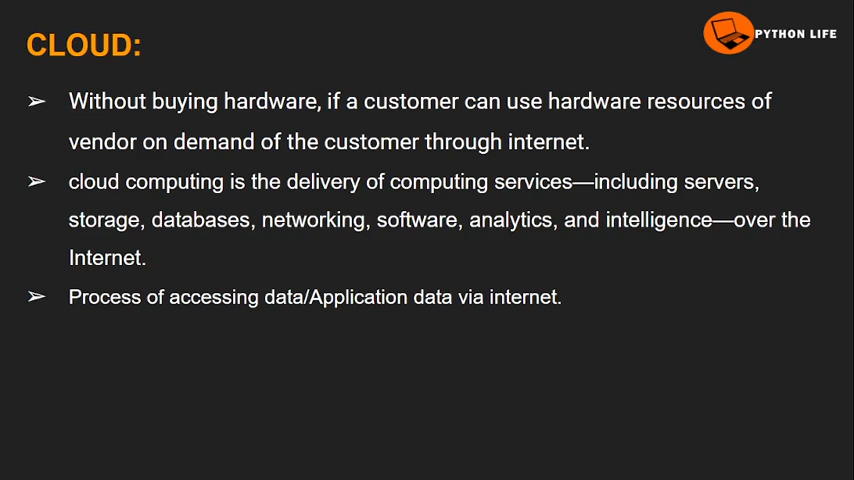 CLOUD:
PYTHON LIFE
➢ Without buying hardware, if a customer can use hardware resources of
vendor on demand of the customer through internet.
➢ cloud computing is the delivery of computing services—including servers,
storage, databases, networking, software, analytics, and intelligence—over the
Internet.
➢ Process of accessing data/Application data via internet.